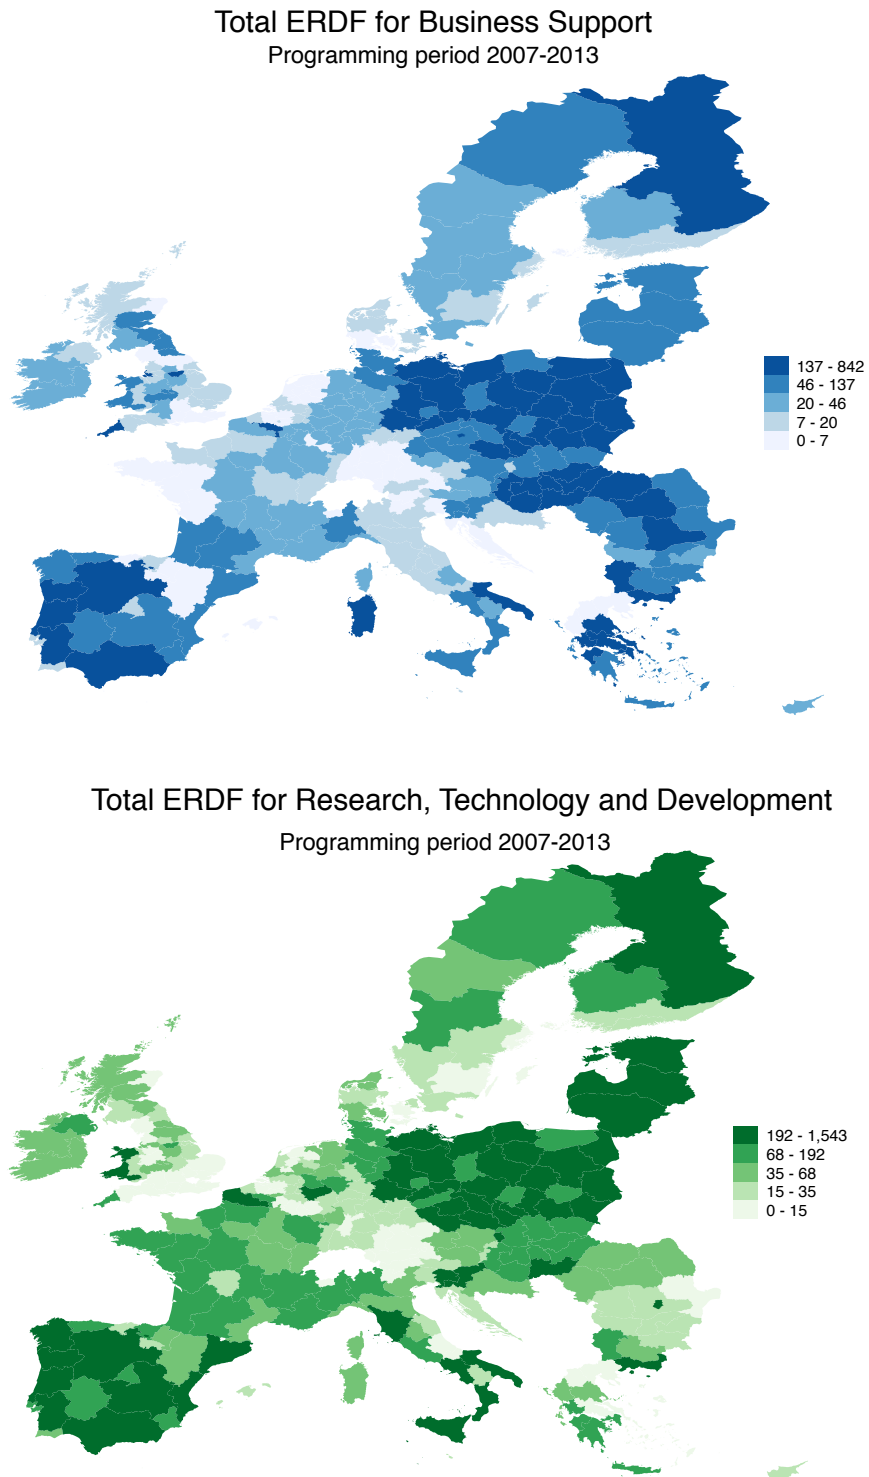 Total ERDF for Business Support
Programming period 2007-2013
137 - 842
46 - 137
20 - 46
7 - 20
0 - 7
Total ERDF for Research, Technology and Development
Programming period 2007-2013
192 - 1,543
68 - 192
35 - 68
15 - 35
0 - 15